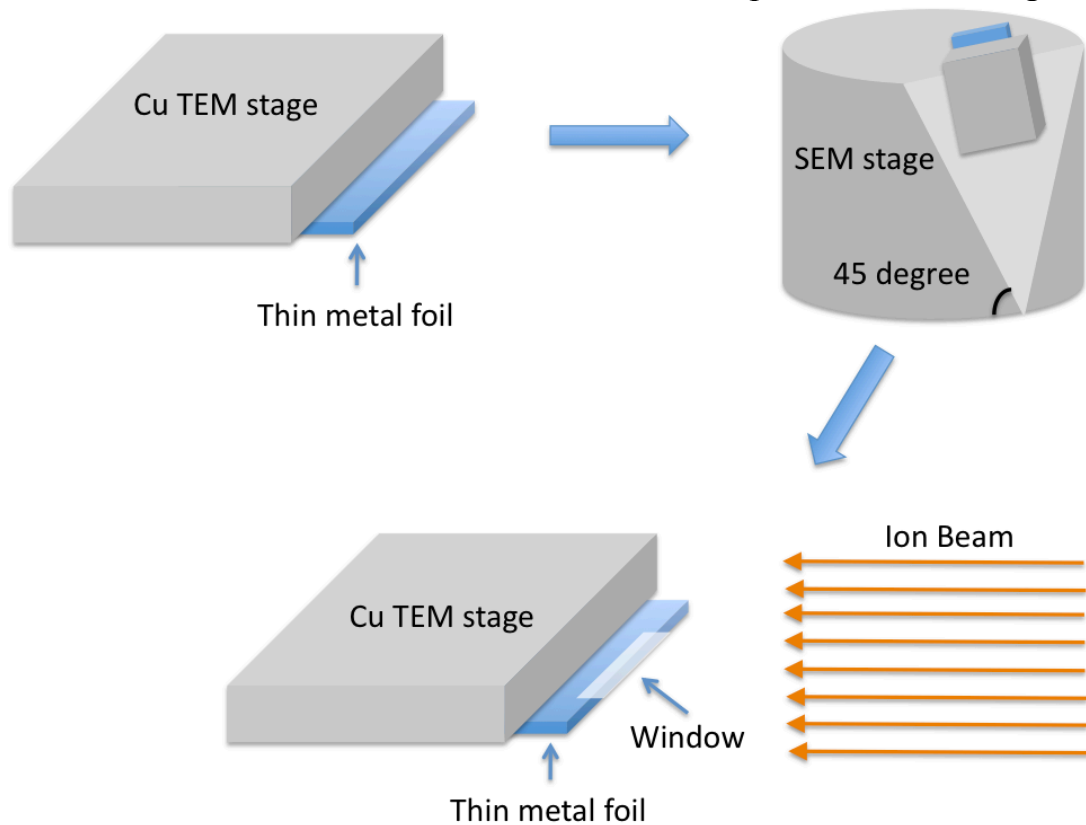 Cu TEM stage
SEM stage
45 degree
Thin metal foil
Ion Beam
Cu TEM stage
Window
Thin metal foil